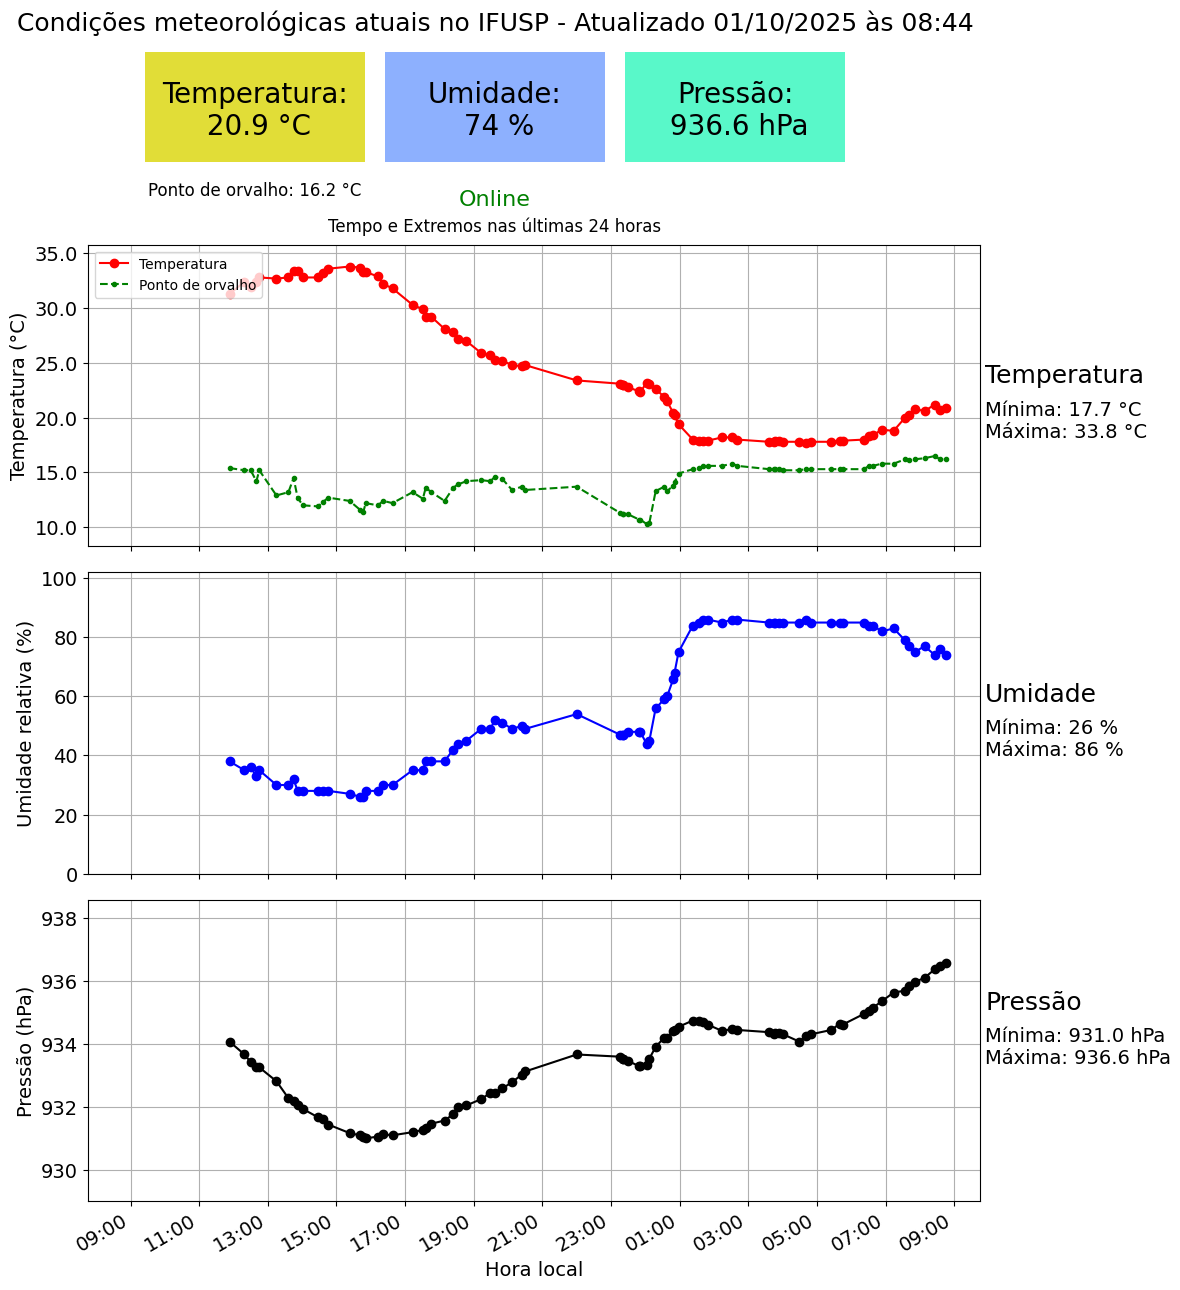 Condições meteorológicas atuais no IFUSP - Atualizado 01/10/2025 às 08:44
Temperatura:
20.9 °C
Umidade:
74 %
Pressão:
936.6 hPa
Ponto de orvalho: 16.2 °C
Online
Tempo e Extremos nas últimas 24 horas
Temperatura
Ponto de orvalho
Temperatura (°C)
35.0
30.0
25.0
20.0
15.0
10.0
Temperatura
Mínima: 17.7 °C
Máxima: 33.8 °C
Umidade relativa (%)
100
80
60
40
20
0
Umidade
Mínima: 26 %
Máxima: 86 %
Pressão (hPa)
938
936
934
932
930
Pressão
Mínima: 931.0 hPa
Máxima: 936.6 hPa
09:00
11:00
13:00
15:00
17:00
19:00
21:00
23:00
01:00
03:00
05:00
07:00
09:00
Hora local